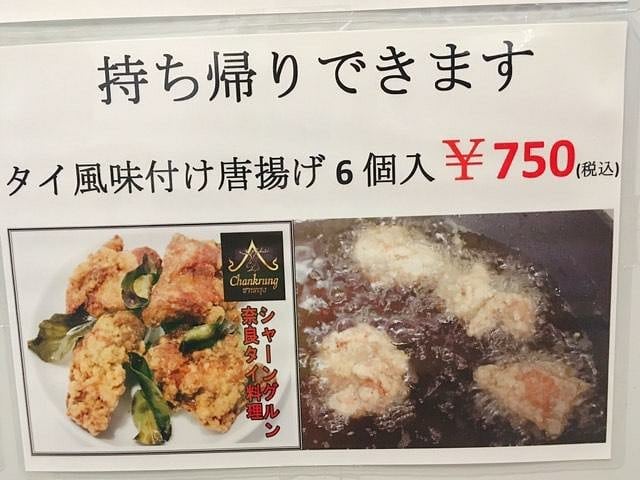 持ち帰りできます
タイ風味付け唐揚げ 6 個入 ￥750(税込)
Chankrung
シャーングルン
奈良タイ料理